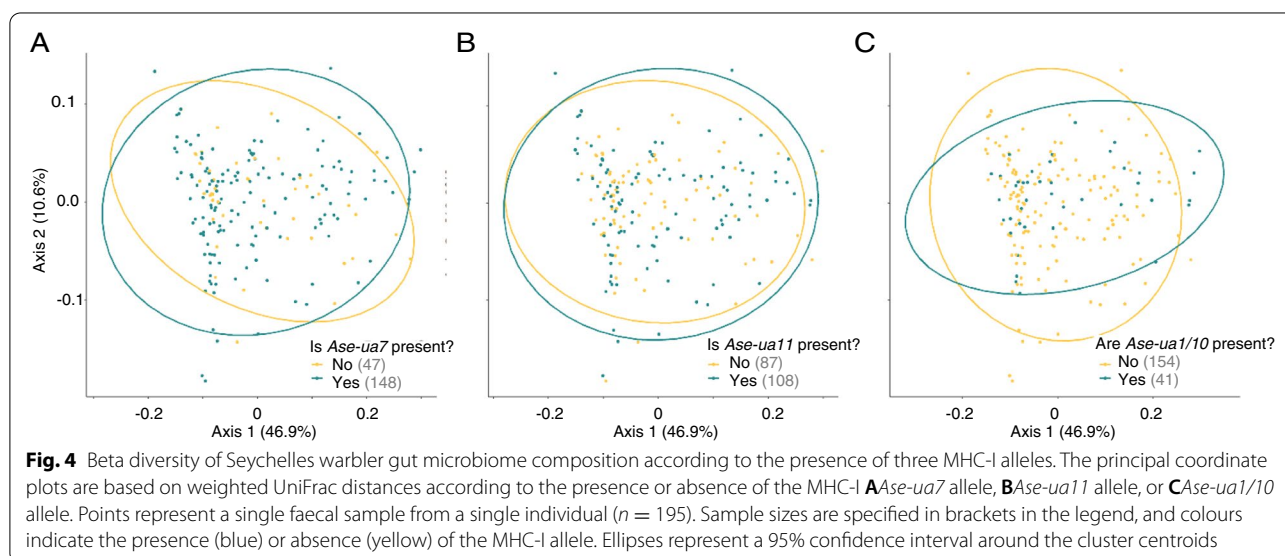 A
B
C
0.1
0.0
-0.1
Axis 2 (10.6%)
Is Ase-ua7 present?
No (47)
Yes (148)
Is Ase-ua11 present?
No (87)
Yes (108)
Are Ase-ua1/10 present?
No (154)
Yes (41)
-0.2 0 0.2
-0.2 0 0.2
-0.2 0 0.2
Axis 1 (46.9%)
Axis 1 (46.9%)
Axis 1 (46.9%)
Fig. 4 Beta diversity of Seychelles warbler gut microbiome composition according to the presence of three MHC-I alleles. The principal coordinate
plots are based on weighted UniFrac distances according to the presence or absence of the MHC-I AAse-ua7 allele, BAse-ua11 allele, or CAse-ua1/10
allele. Points represent a single faecal sample from a single individual (n = 195). Sample sizes are specified in brackets in the legend, and colours
indicate the presence (blue) or absence (yellow) of the MHC-I allele. Ellipses represent a 95% confidence interval around the cluster centroids